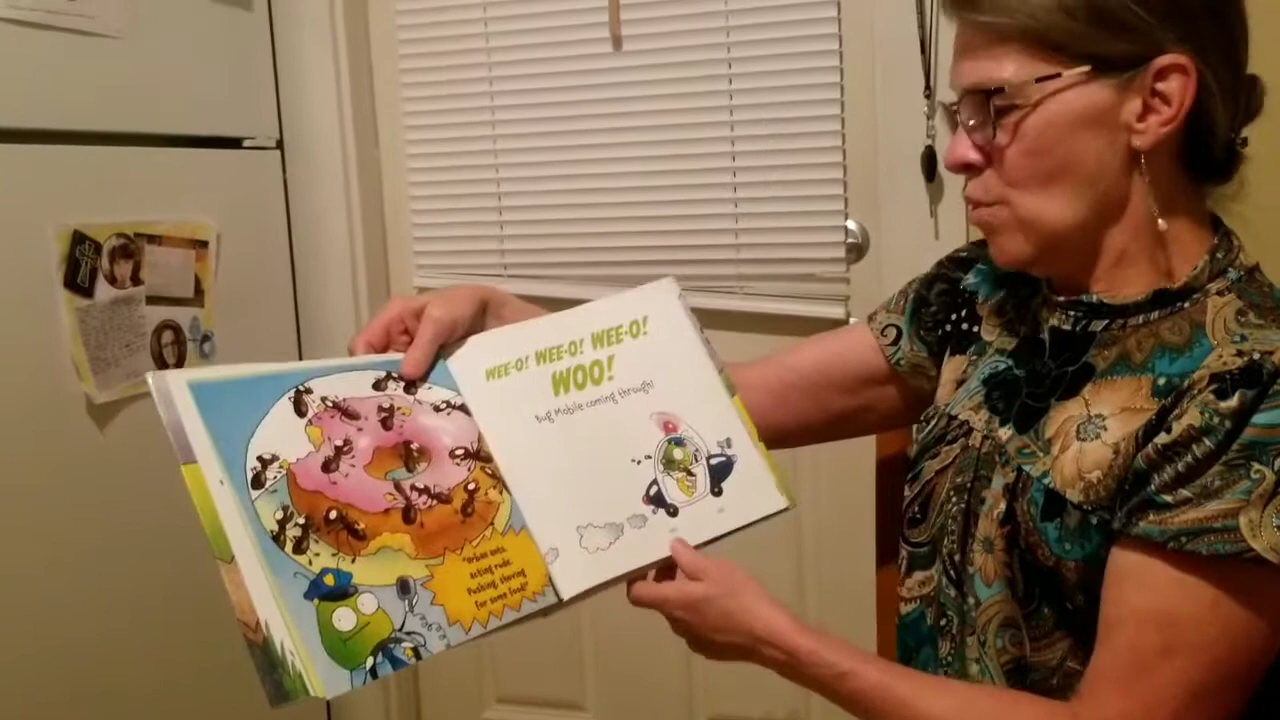 "Urban ants,
acting rude.
Pushing, shoving
for some food!"
WEE-O! WEE-O! WEE-O!
WOO!
Bug Mobile coming through!